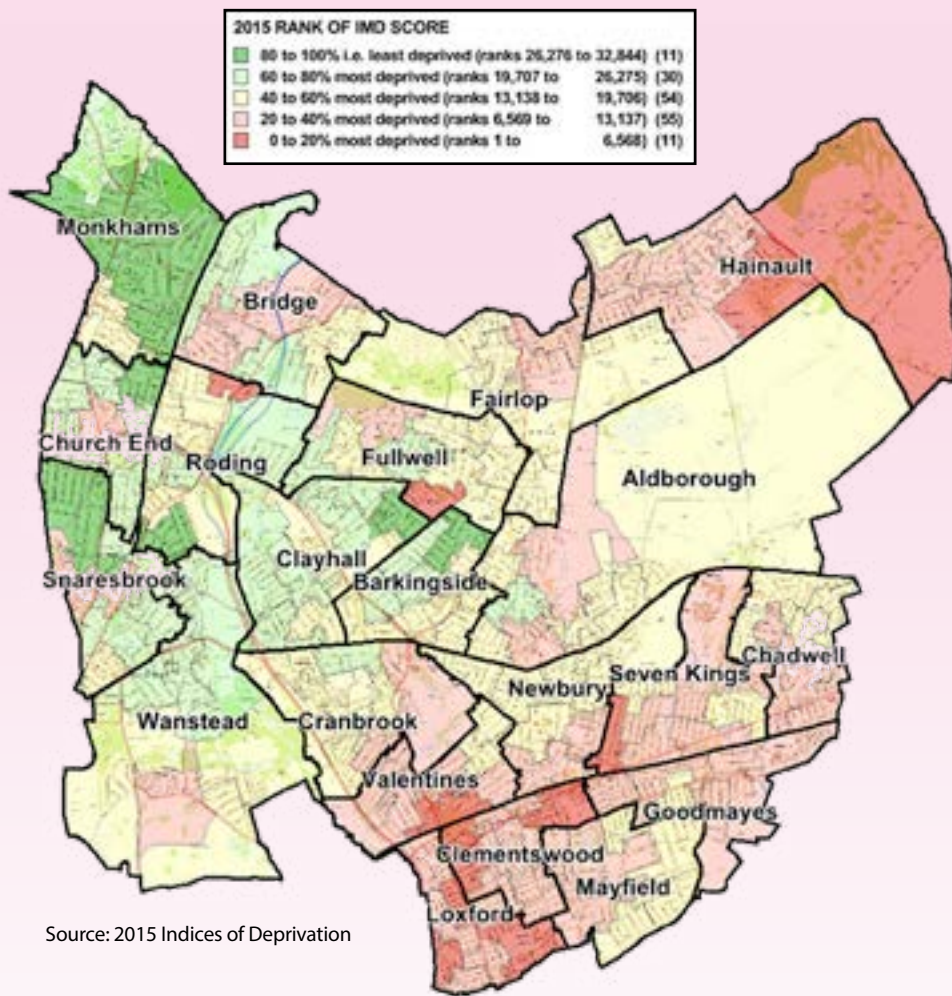 2015 RANK OF IMD SCORE
80 to 100% i.e. least deprived (ranks 26,276 to 32,844) (11)
60 to 80% most deprived (ranks 19,707 to 26,275) (30)
40 to 60% most deprived (ranks 13,138 to 19,706) (54)
20 to 40% most deprived (ranks 6,569 to 13,137) (55)
0 to 20% most deprived (ranks 1 to 6,568) (11)
Monkhams
Hainault
Bridge
Fairlop
Church End
Roding
Fullwell
Aldborough
Clayhall
Snaresbrook
Barkingside
Chadwell
Seven Kings
Newbury
Wanstead
Cranbrook
Valentines
Goodmayes
Clementswood
Mayfield
Loxford
Source: 2015 Indices of Deprivation